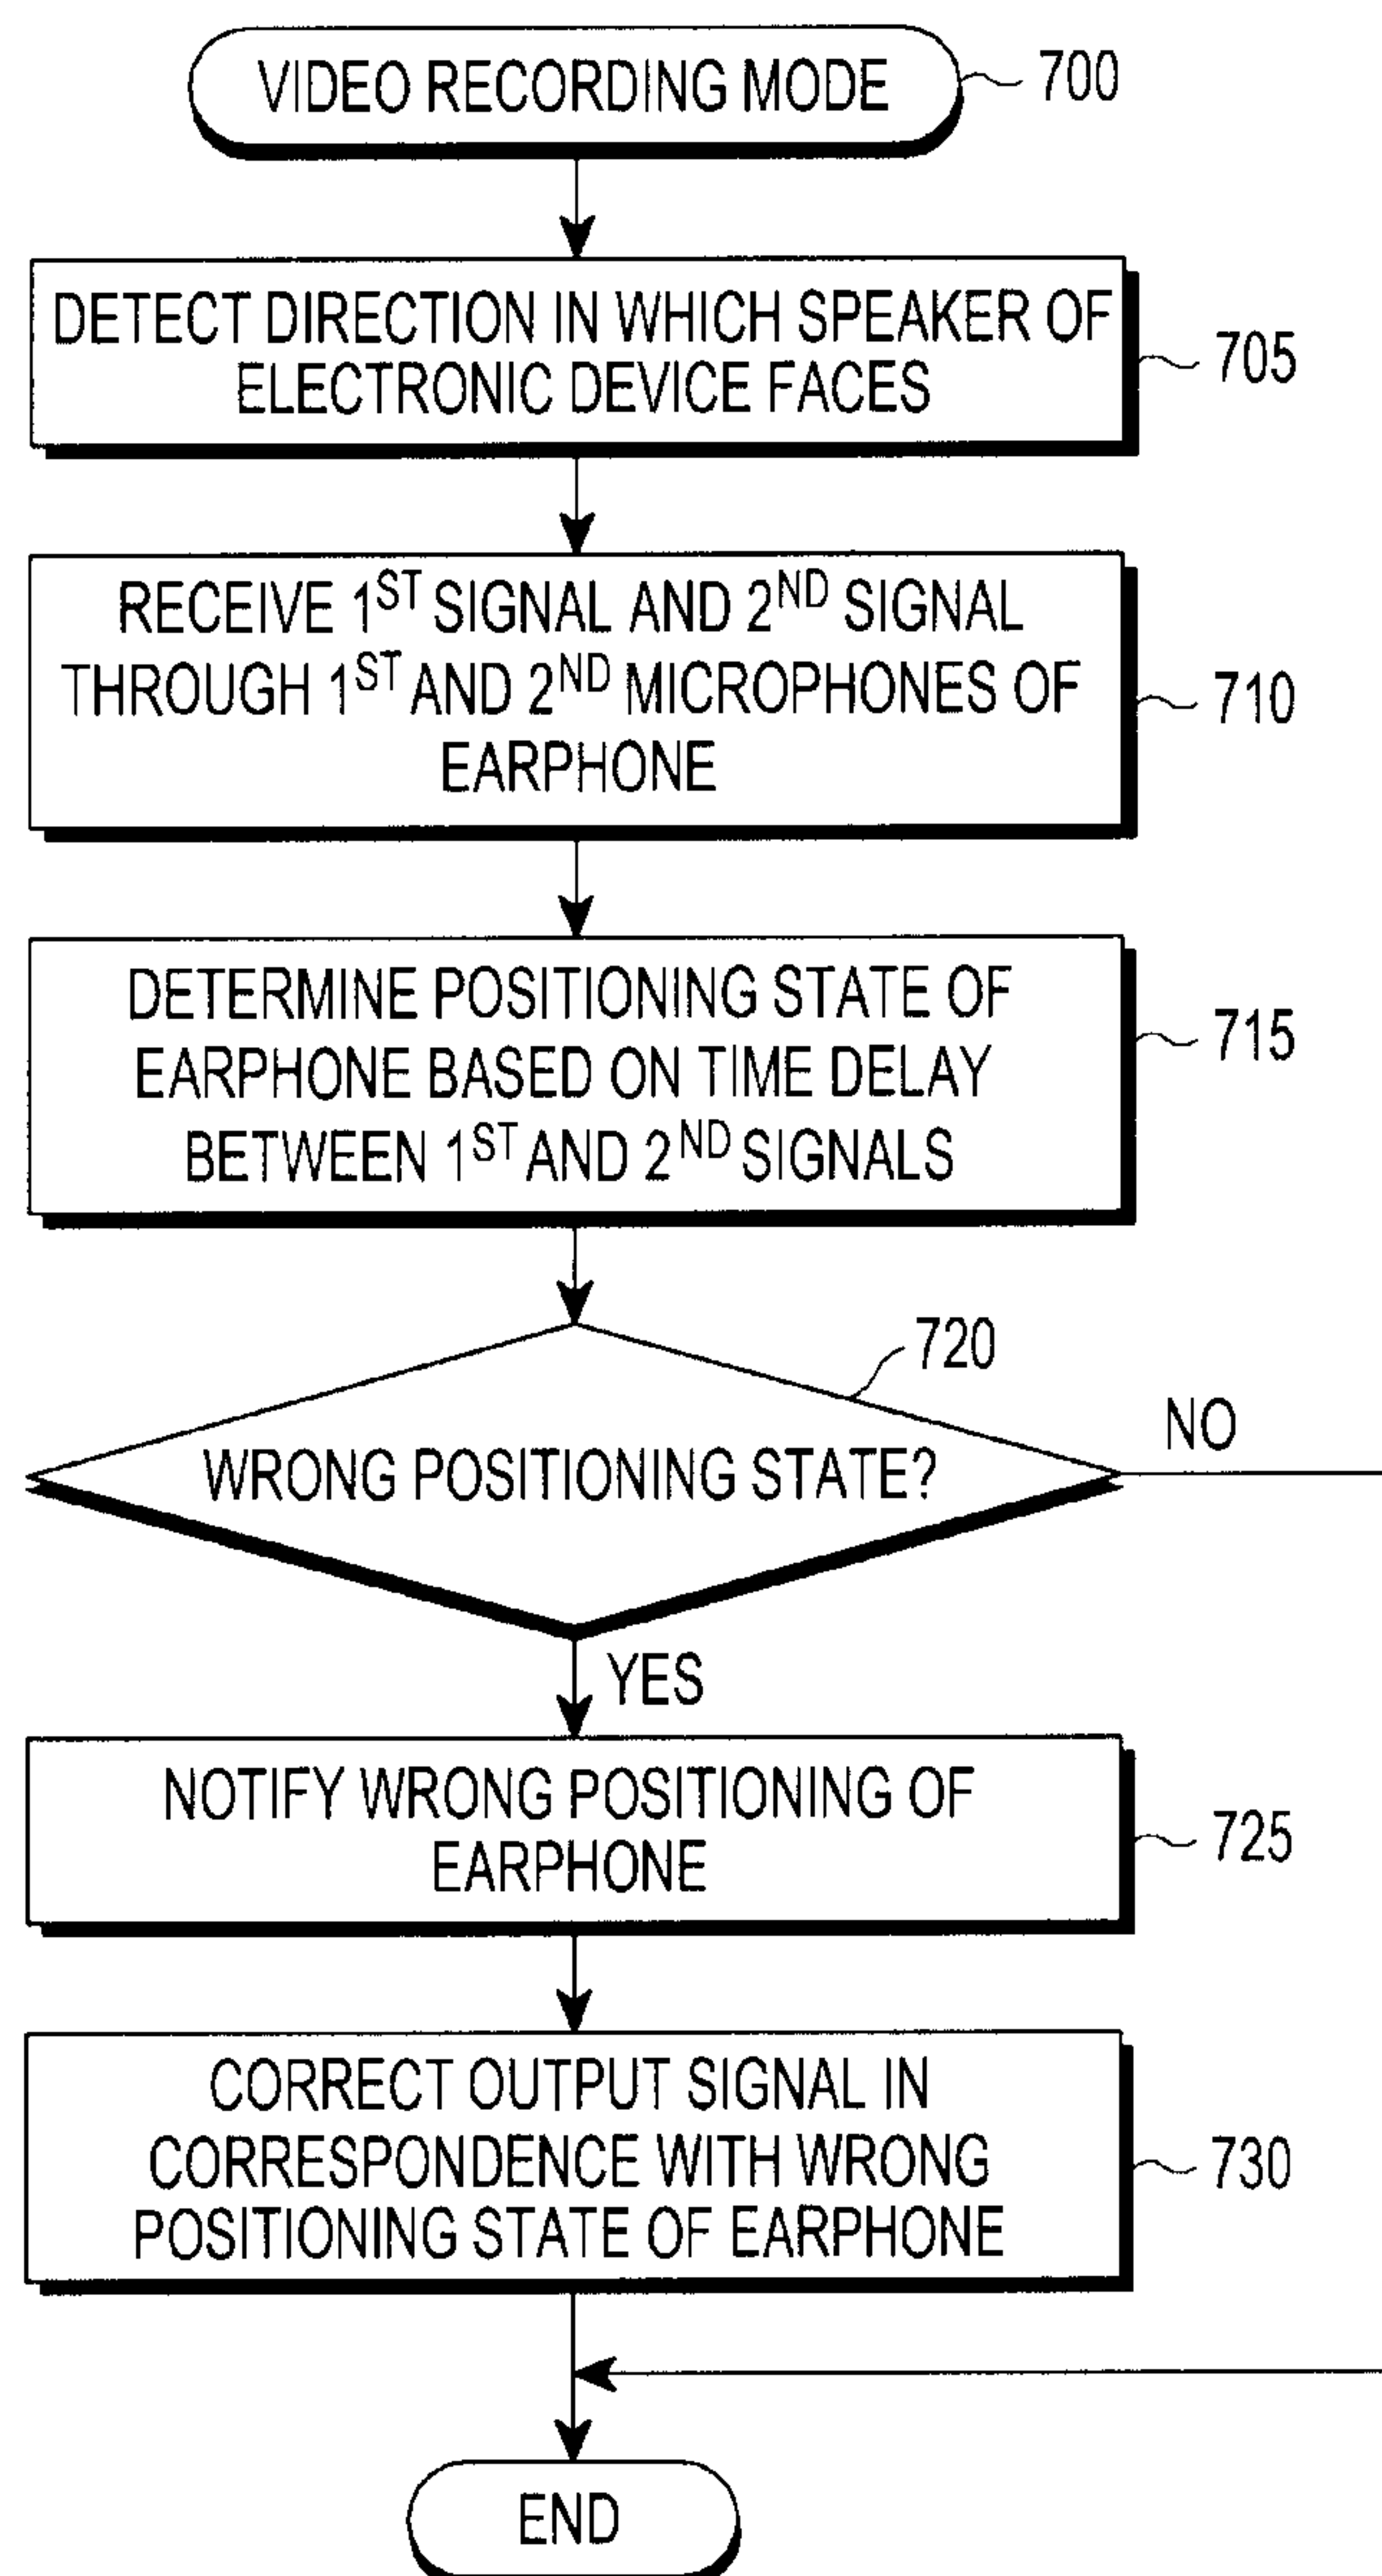 VIDEO RECORDING MODE
700
DETECT DIRECTION IN WHICH SPEAKER OF
ELECTRONIC DEVICE FACES
705
RECEIVE 1ST SIGNAL AND 2ND SIGNAL
THROUGH 1ST AND 2ND MICROPHONES OF
EARPHONE
710
DETERMINE POSITIONING STATE OF
EARPHONE BASED ON TIME DELAY
BETWEEN 1ST AND 2ND SIGNALS
715
720
WRONG POSITIONING STATE?
NO
YES
NOTIFY WRONG POSITIONING OF
EARPHONE
725
CORRECT OUTPUT SIGNAL IN
CORRESPONDENCE WITH WRONG
POSITIONING STATE OF EARPHONE
730
END